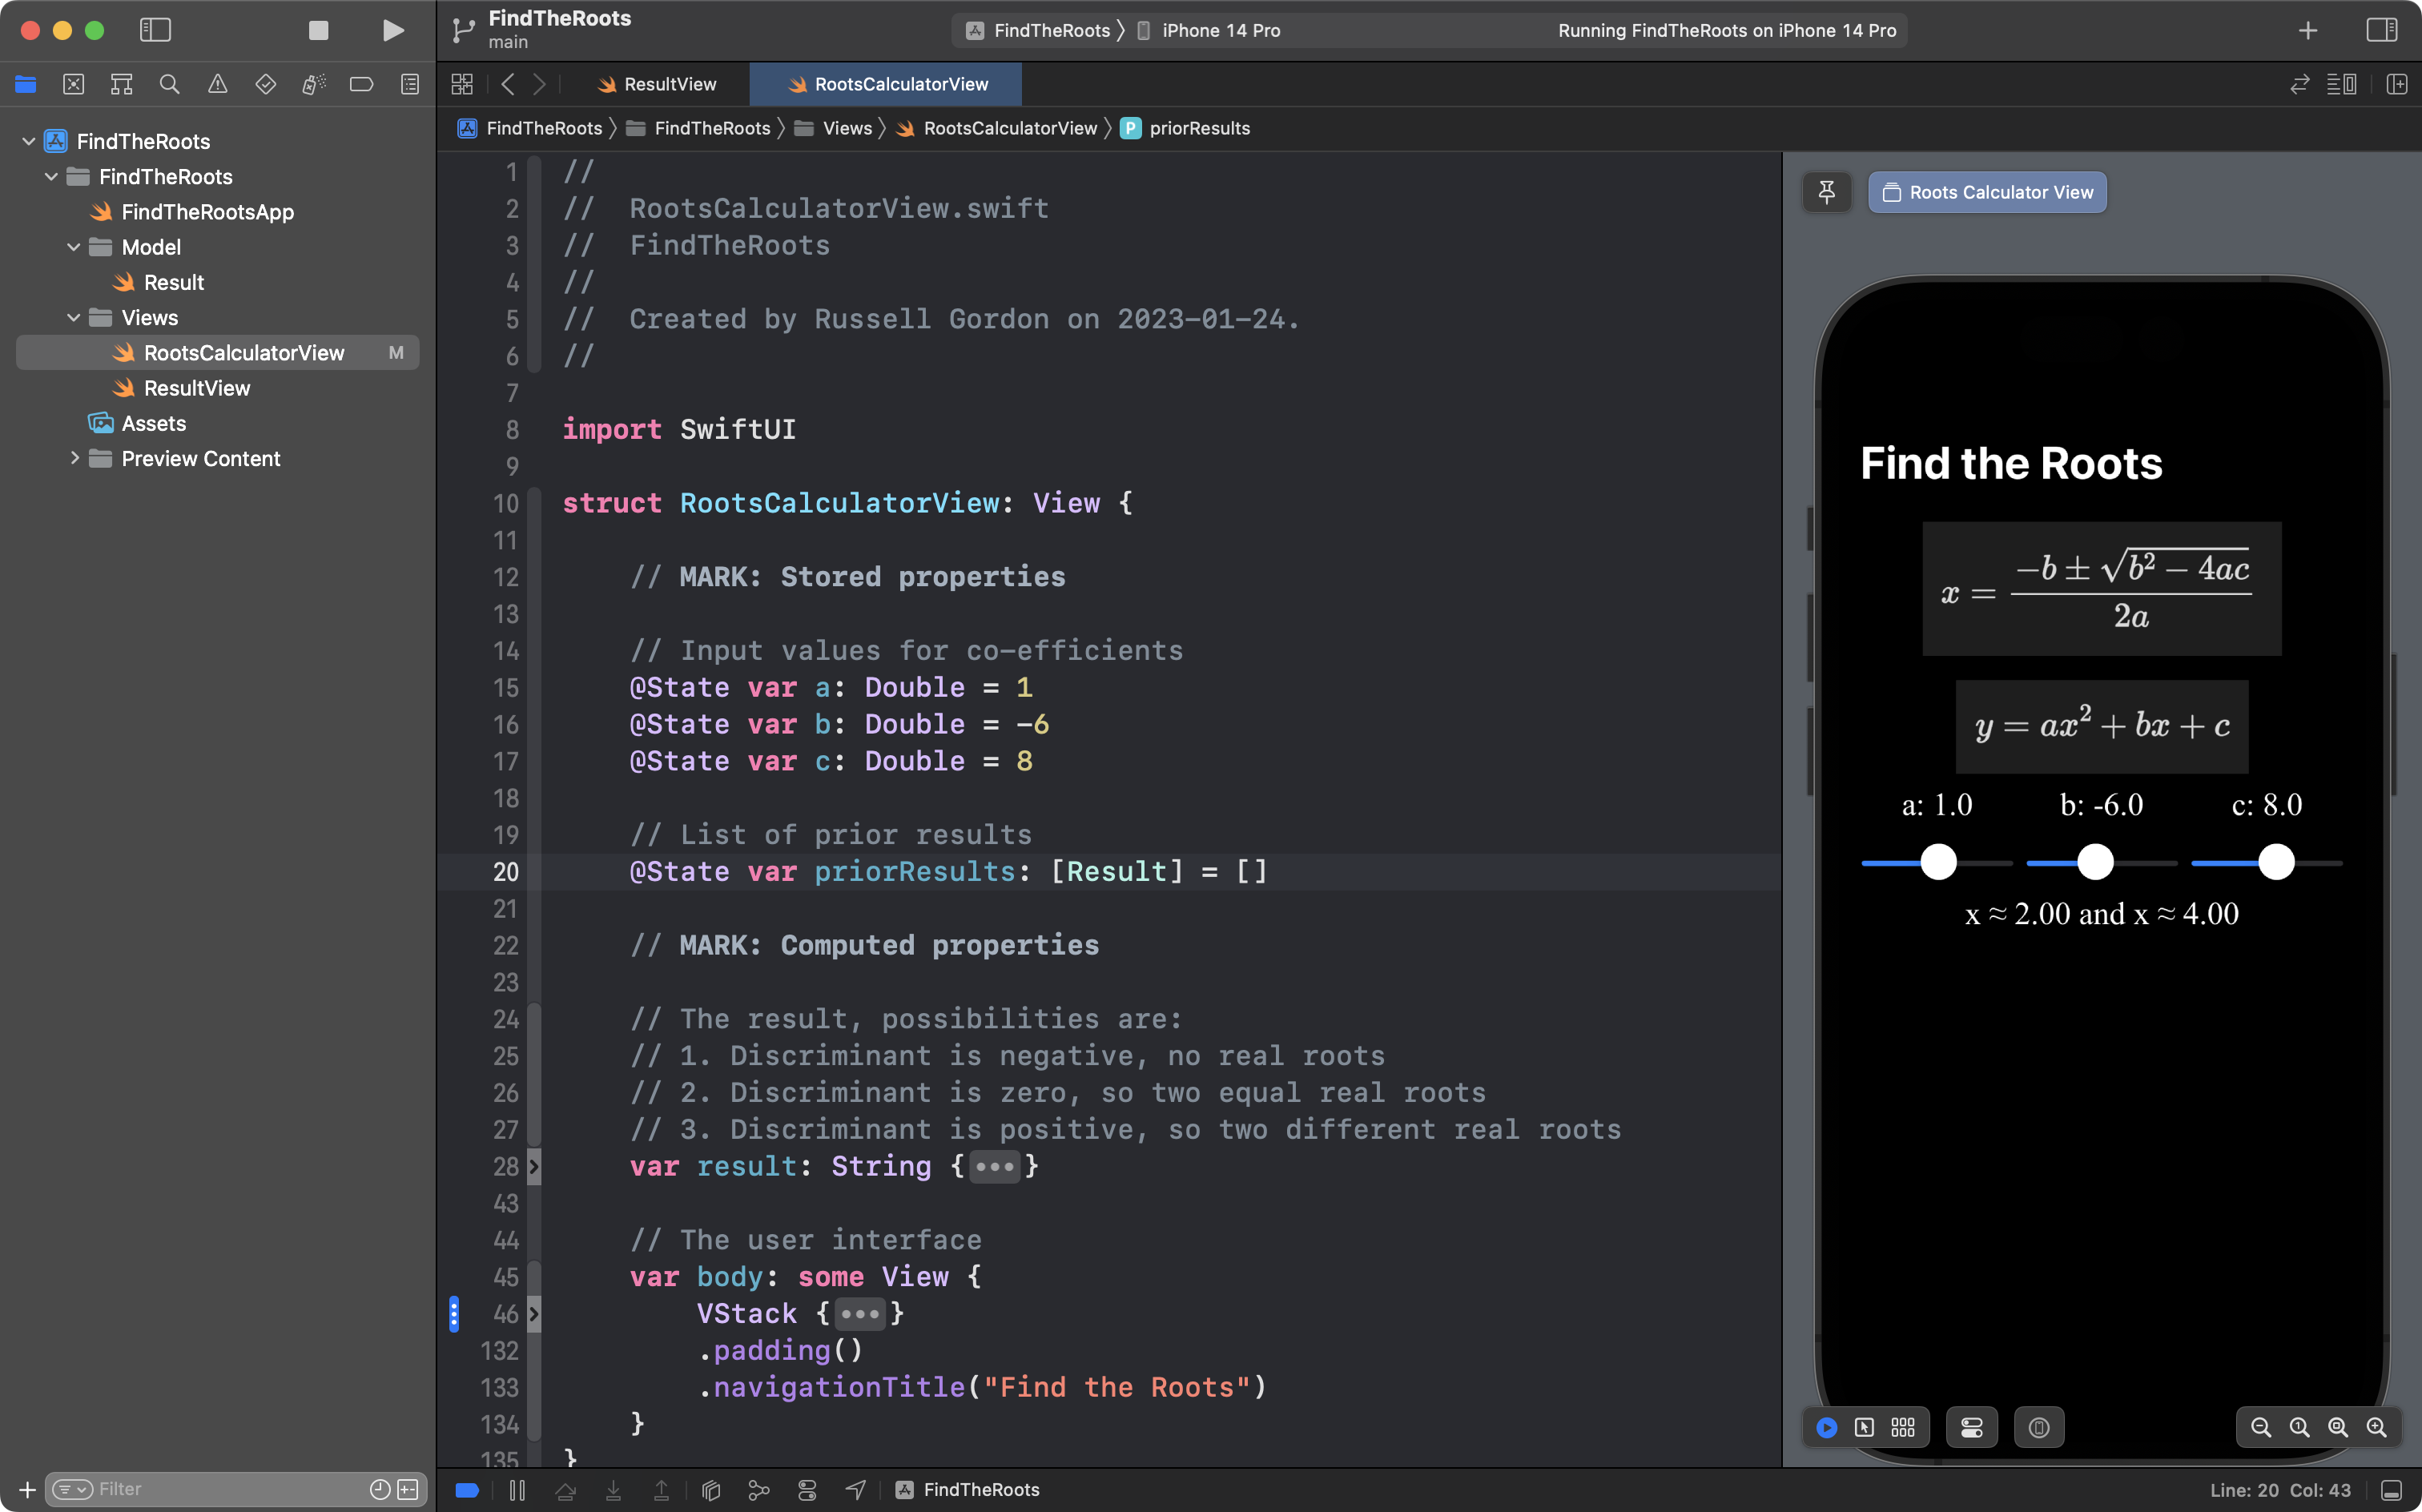 FindTheRoots
main
FindTheRoots
iPhone 14 Pro
Running FindTheRoots on iPhone 14 Pro
ResultView
RootsCalculatorView
FindTheRoots
FindTheRoots
Views
RootsCalculatorView
P
priorResults
FindTheRoots
FindTheRoots
FindTheRootsApp
Model
Result
Views
RootsCalculatorView M
ResultView
Assets
Preview Content
Filter
1 //
2 //  RootsCalculatorView.swift
3 //  FindTheRoots
4 //
5 //  Created by Russell Gordon on 2023-01-24.
6 //
7
8 import SwiftUI
9
10 struct RootsCalculatorView: View {
11
12     // MARK: Stored properties
13
14     // Input values for co-efficients
15     @State var a: Double = 1
16     @State var b: Double = -6
17     @State var c: Double = 8
18
19     // List of prior results
20     @State var priorResults: [Result] = []
21
22     // MARK: Computed properties
23
24     // The result, possibilities are:
25     // 1. Discriminant is negative, no real roots
26     // 2. Discriminant is zero, so two equal real roots
27     // 3. Discriminant is positive, so two different real roots
28     var result: String {•••}
43
44     // The user interface
45     var body: some View {
46         VStack {•••}
132         .padding()
133         .navigationTitle("Find the Roots")
134     }
135 }
Roots Calculator View
Find the Roots
x = (−b ± √(b² − 4ac)) / 2a
y = ax² + bx + c
a: 1.0 b: -6.0 c: 8.0
x ≈ 2.00 and x ≈ 4.00
FindTheRoots
Line: 20 Col: 43